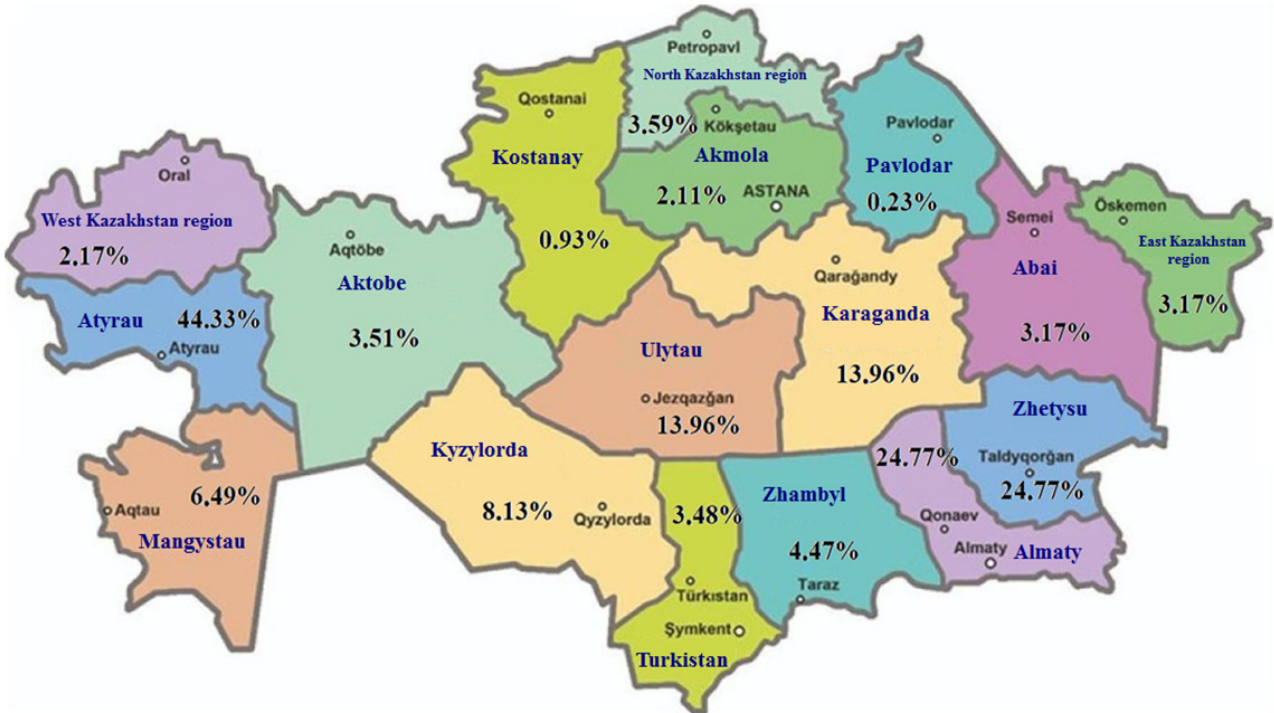 Petropavl
North Kazakhstan region
3.59%
Qostanai
Kostanay
0.93%
Kökşetau
Akmola
2.11%
ASTANA
Pavlodar
Pavlodar
0.23%
Oral
West Kazakhstan region
2.17%
Aqtöbe
Aktobe
3.51%
Atyrau
44.33%
Atyrau
Semei
Abai
3.17%
Öskemen
East Kazakhstan
region
3.17%
Qarağandy
Karaganda
13.96%
Ulytau
Jezqazğan
13.96%
Zhetysu
Taldyqorğan
24.77%
24.77%
Qonaev
Almaty
Almaty
Kyzylorda
8.13%
Qyzylorda
6.49%
Aqtau
Mangystau
3.48%
Türkıstan
Şymkent
Turkistan
Zhambyl
4.47%
Taraz